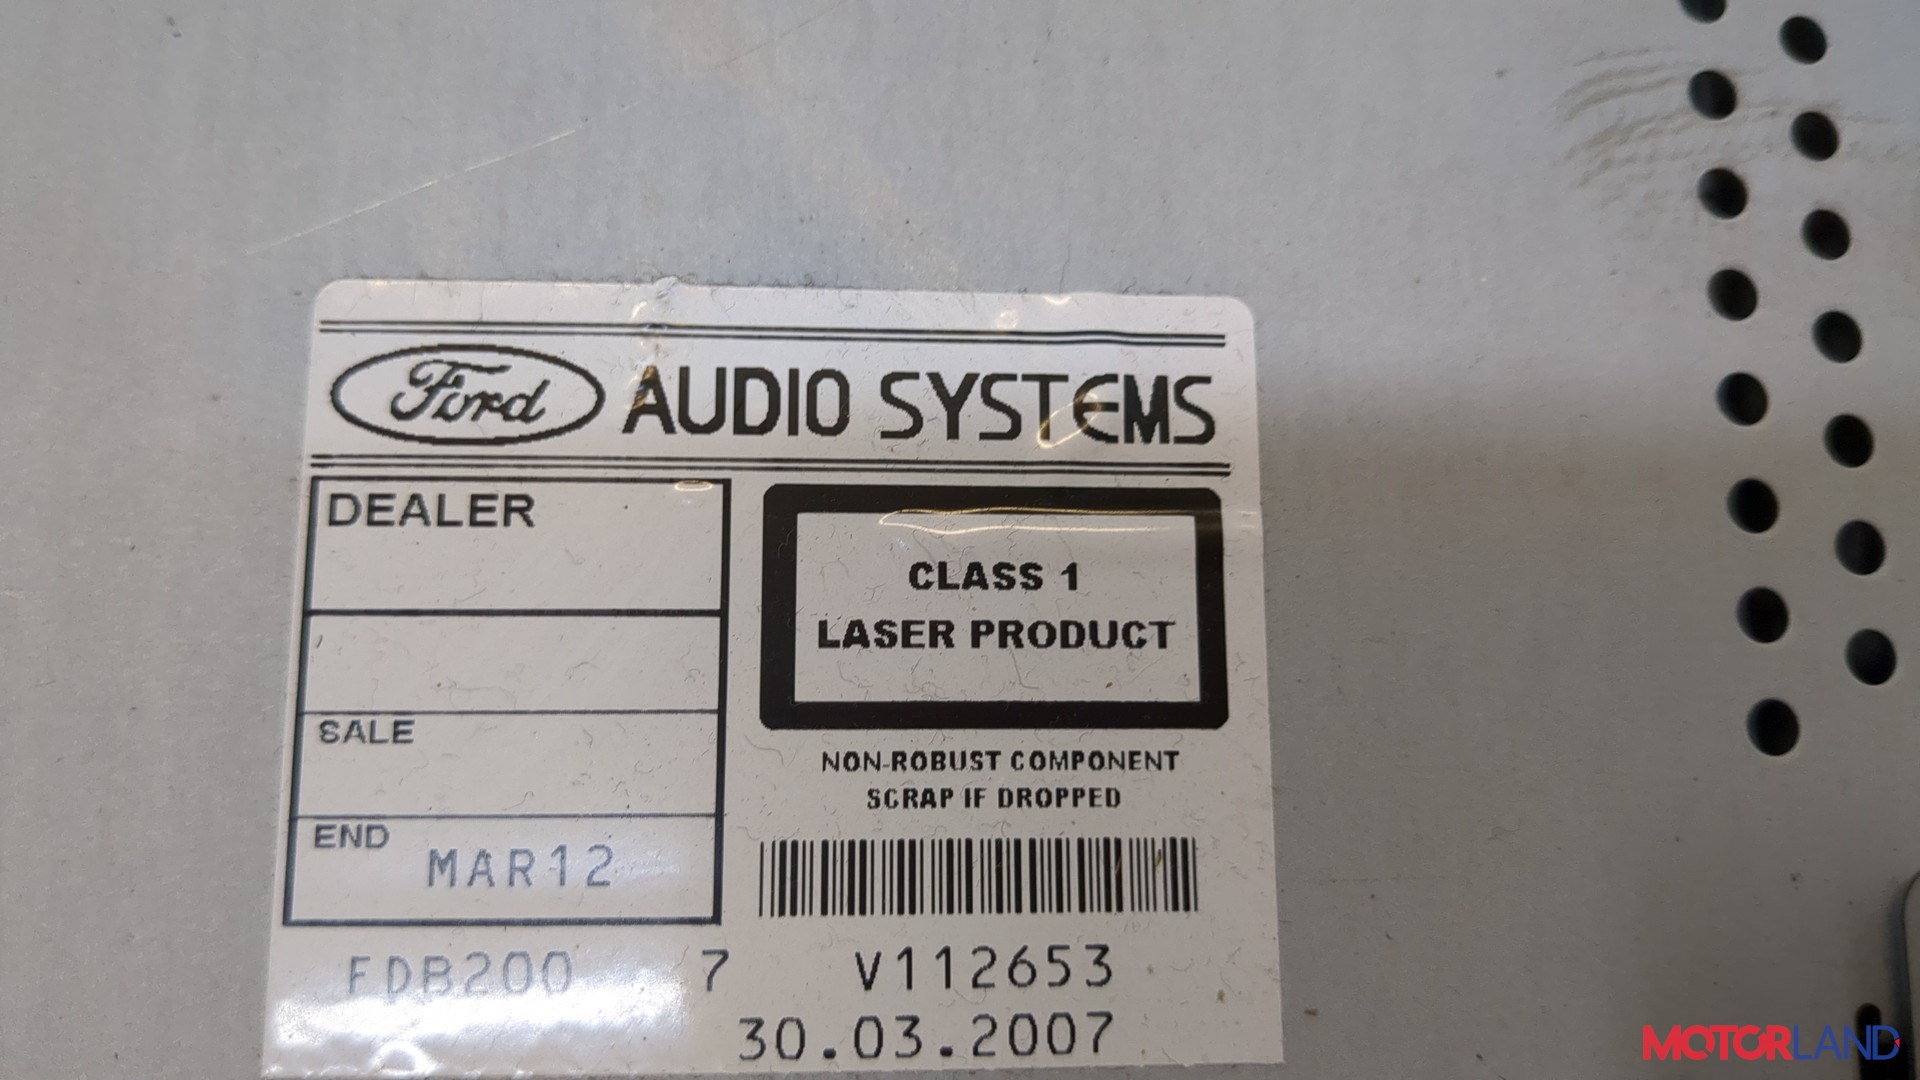 Ford AUDIO SYSTEMS
DEALER
SALE
END MAR12
CLASS 1
LASER PRODUCT
NON-ROBUST COMPONENT
SCRAP IF DROPPED
FDB200 7 V112653
30.03.2007
MOTORLAND